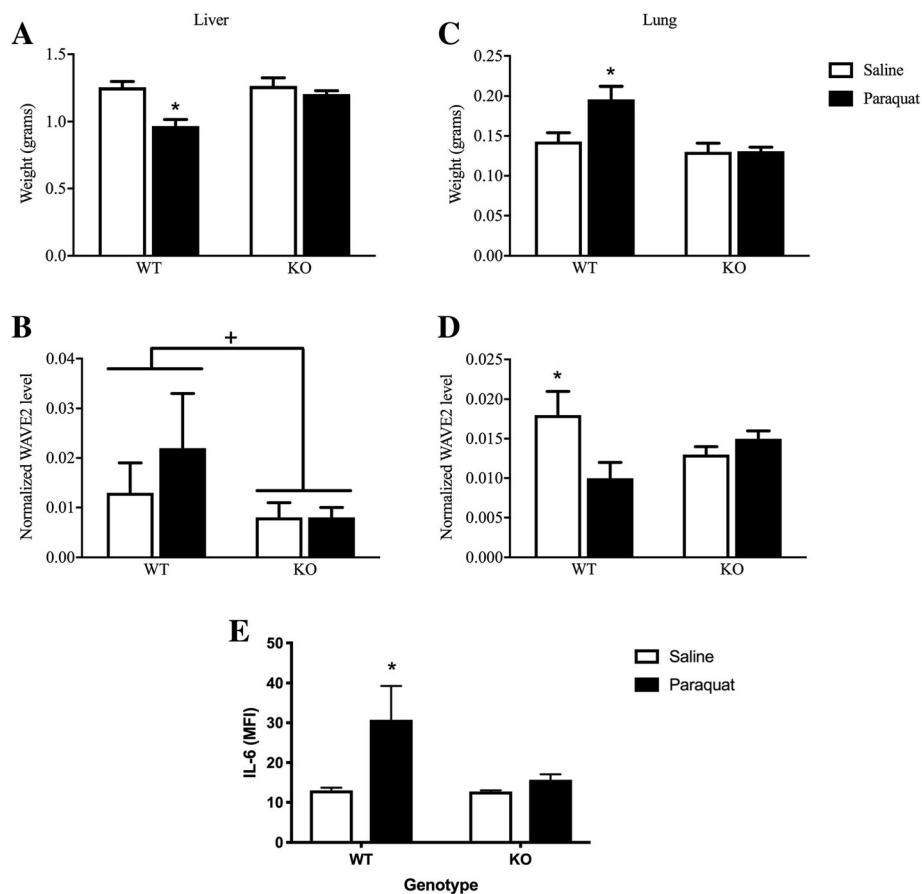 A
Liver
Weight (grams)
1.5
1.0
0.5
0.0
*
WT
KO
C
Lung
Weight (grams)
0.25
0.20
0.15
0.10
0.05
0.00
*
WT
KO
Saline
Paraquat
B
Normalized WAVE2 level
0.04
0.03
0.02
0.01
0.00
+
WT
KO
D
Normalized WAVE2 level
0.025
0.020
0.015
0.010
0.005
0.000
*
WT
KO
E
IL-6 (MFI)
50
40
30
20
10
0
*
WT
KO
Genotype
Saline
Paraquat